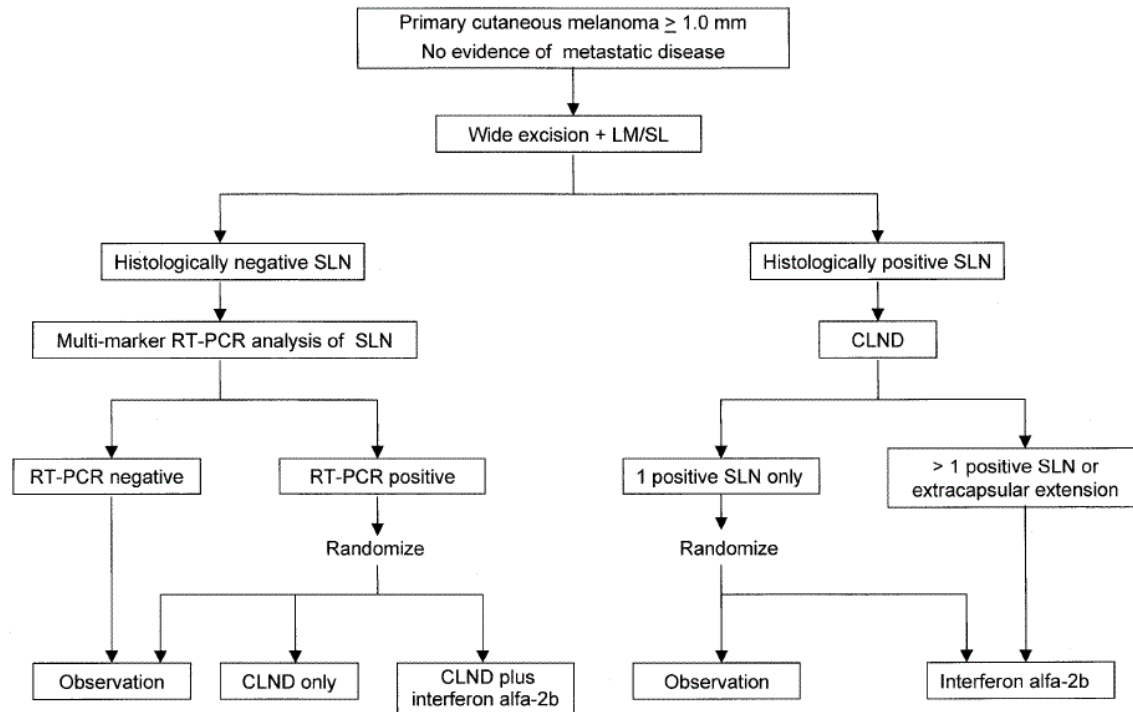 Primary cutaneous melanoma ≥ 1.0 mm
No evidence of metastatic disease
Wide excision + LM/SL
Histologically negative SLN
Histologically positive SLN
Multi-marker RT-PCR analysis of SLN
CLND
RT-PCR negative
RT-PCR positive
1 positive SLN only
> 1 positive SLN or
extracapsular extension
Randomize
Randomize
Observation
CLND only
CLND plus
interferon alfa-2b
Observation
Interferon alfa-2b